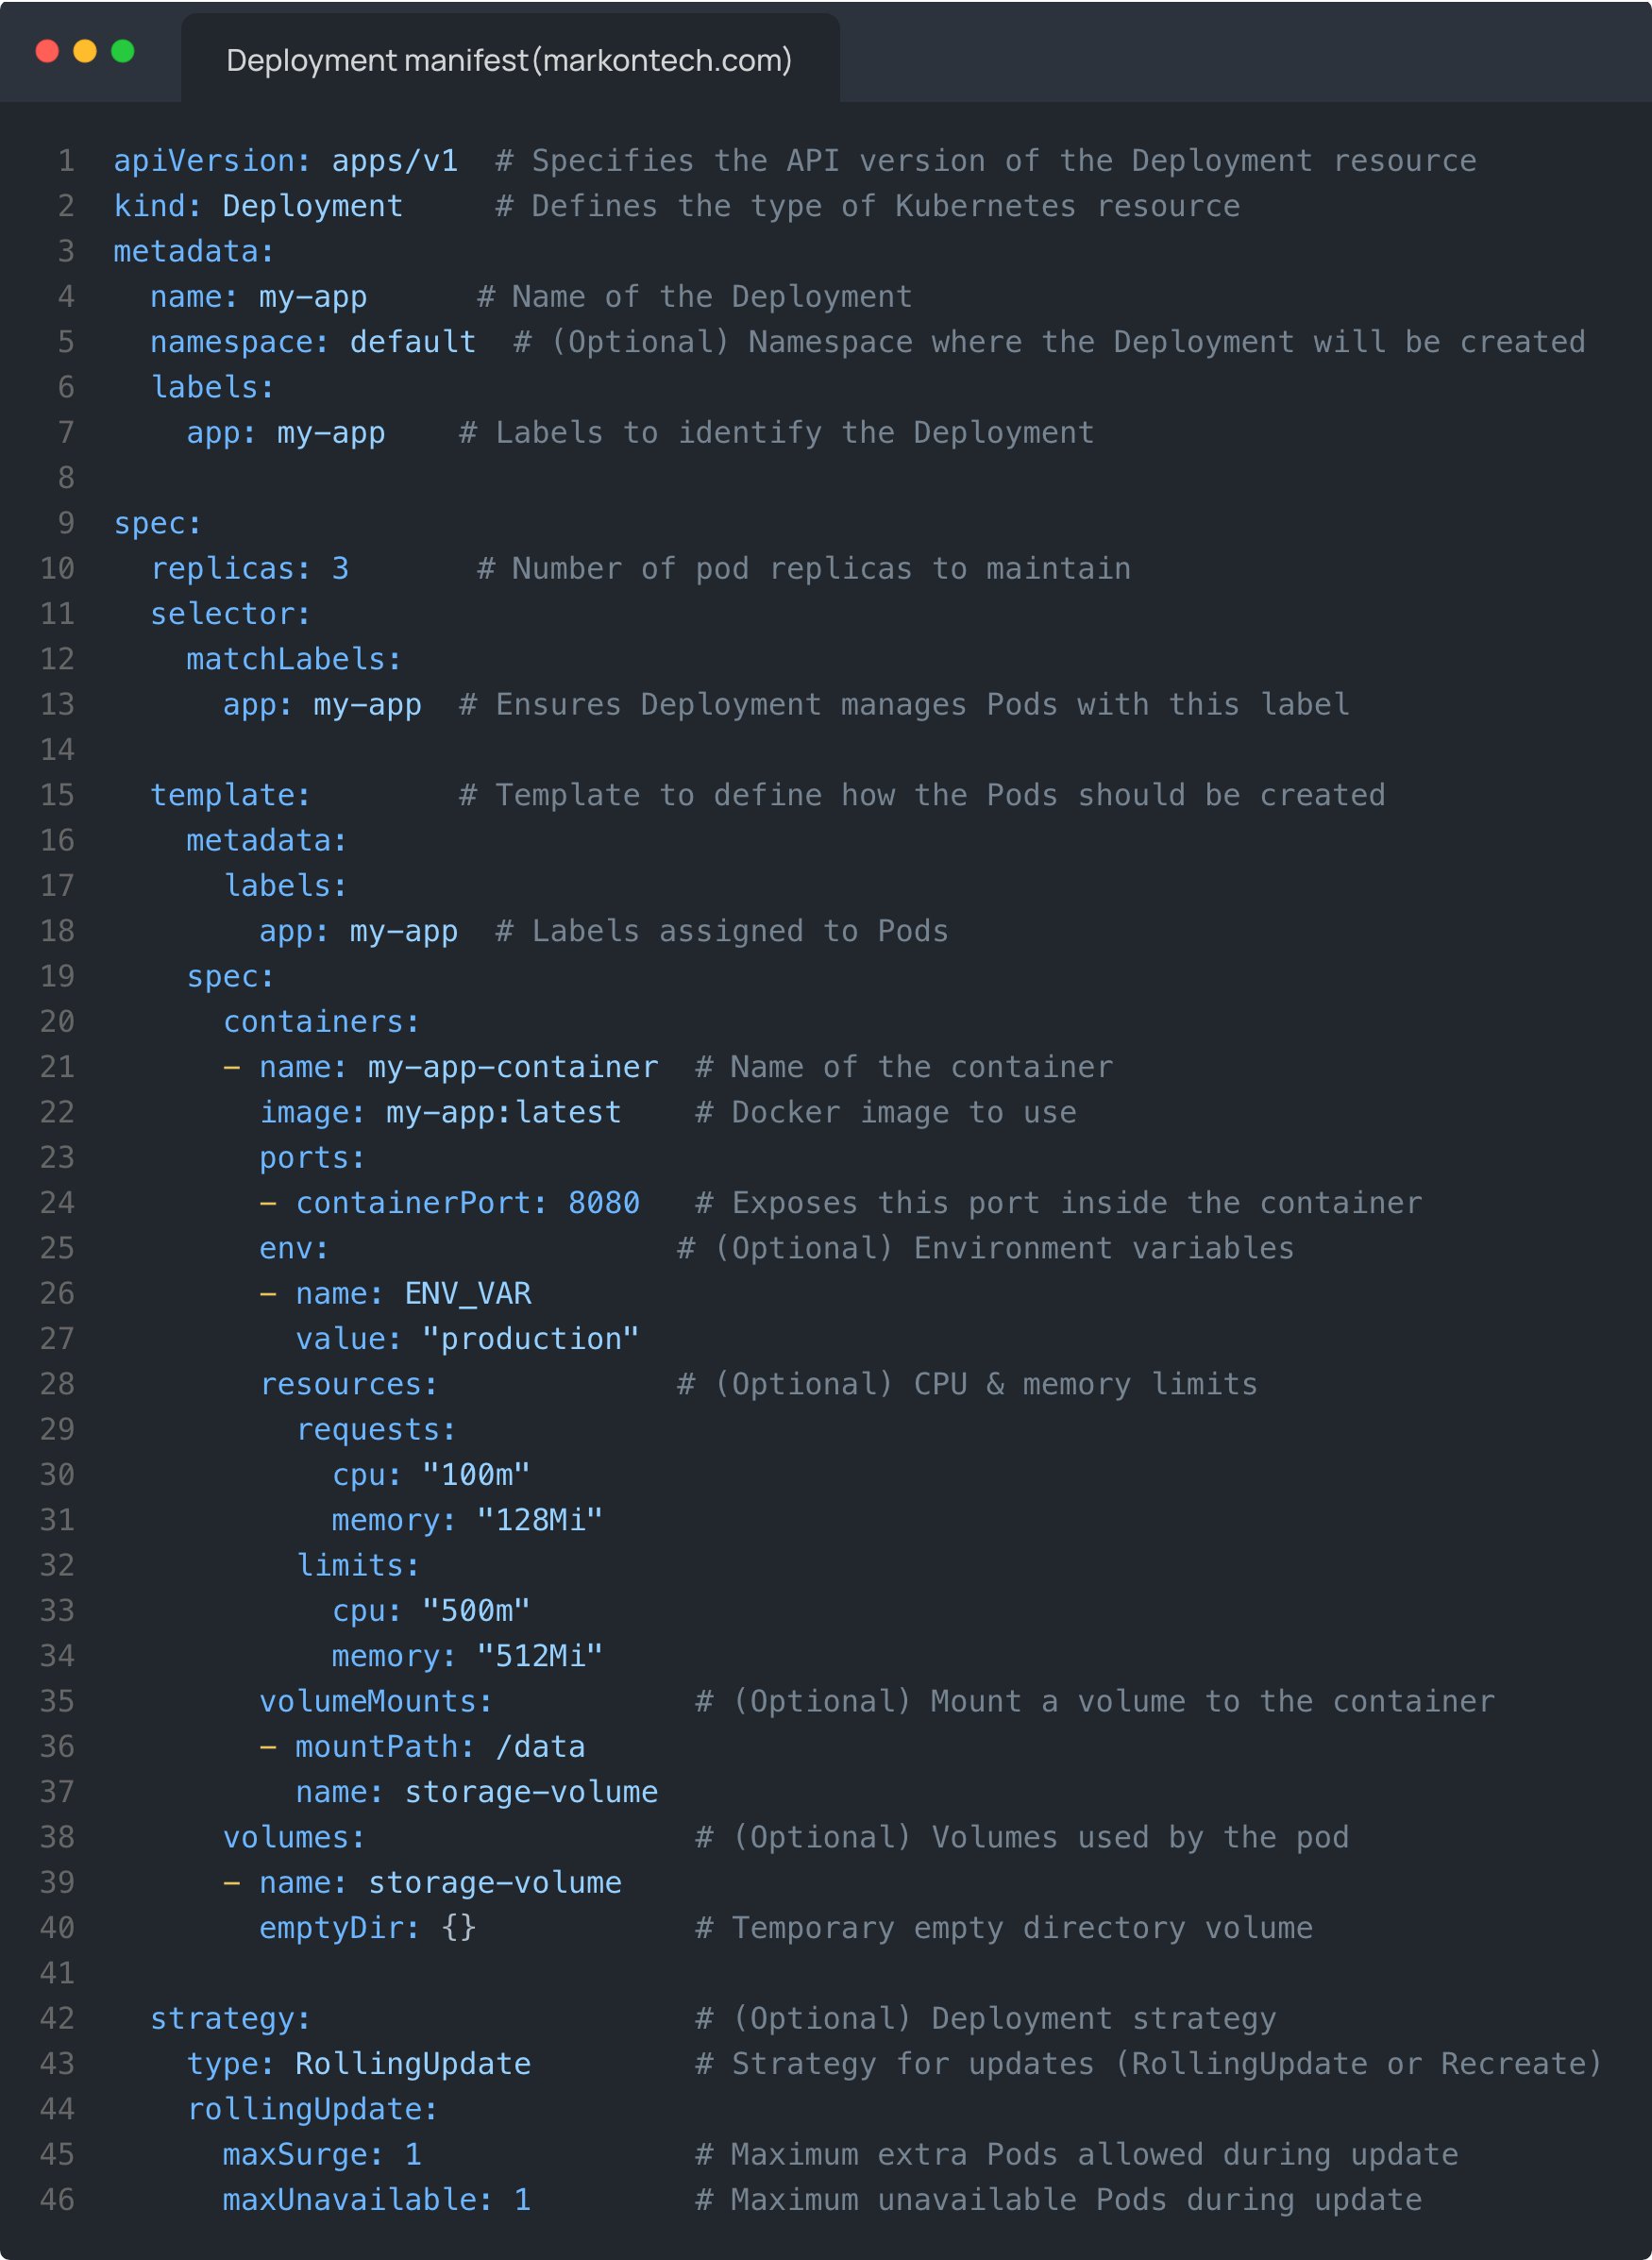 Deployment manifest(markontech.com)
1 apiVersion: apps/v1  # Specifies the API version of the Deployment resource
2 kind: Deployment     # Defines the type of Kubernetes resource
3 metadata:
4   name: my-app      # Name of the Deployment
5   namespace: default  # (Optional) Namespace where the Deployment will be created
6   labels:
7     app: my-app    # Labels to identify the Deployment
8
9 spec:
10   replicas: 3       # Number of pod replicas to maintain
11   selector:
12     matchLabels:
13       app: my-app  # Ensures Deployment manages Pods with this label
14
15   template:        # Template to define how the Pods should be created
16     metadata:
17       labels:
18         app: my-app  # Labels assigned to Pods
19     spec:
20       containers:
21       - name: my-app-container  # Name of the container
22         image: my-app:latest    # Docker image to use
23         ports:
24         - containerPort: 8080   # Exposes this port inside the container
25         env:                   # (Optional) Environment variables
26         - name: ENV_VAR
27           value: "production"
28         resources:             # (Optional) CPU & memory limits
29           requests:
30             cpu: "100m"
31             memory: "128Mi"
32           limits:
33             cpu: "500m"
34             memory: "512Mi"
35         volumeMounts:           # (Optional) Mount a volume to the container
36         - mountPath: /data
37           name: storage-volume
38       volumes:                  # (Optional) Volumes used by the pod
39       - name: storage-volume
40         emptyDir: {}            # Temporary empty directory volume
41
42   strategy:                     # (Optional) Deployment strategy
43     type: RollingUpdate         # Strategy for updates (RollingUpdate or Recreate)
44     rollingUpdate:
45       maxSurge: 1               # Maximum extra Pods allowed during update
46       maxUnavailable: 1         # Maximum unavailable Pods during update